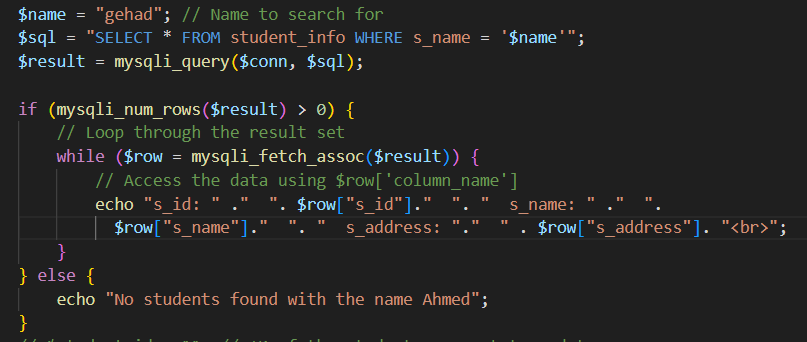 $name = "gehad"; // Name to search for
$sql = "SELECT * FROM student_info WHERE s_name = '$name'";
$result = mysqli_query($conn, $sql);
if (mysqli_num_rows($result) > 0) {
// Loop through the result set
while ($row = mysqli_fetch_assoc($result)) {
// Access the data using $row['column_name']
echo "s_id: " ."  ". $row["s_id"]."  ". "  s_name: " ."  ".
$row["s_name"]."  ". "  s_address: "."  " . $row["s_address"]. "<br>";
}
} else {
echo "No students found with the name Ahmed";
}